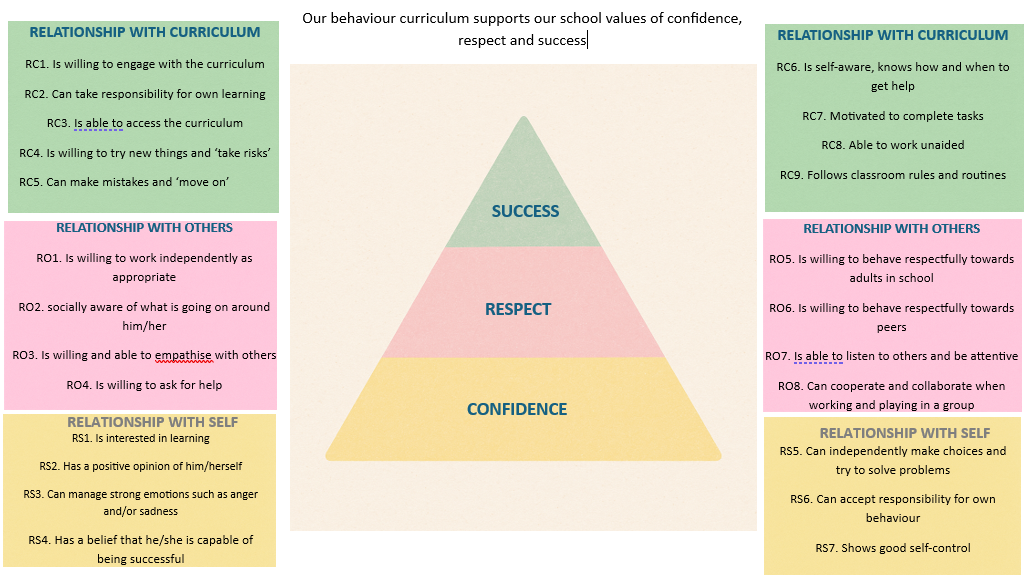 Our behaviour curriculum supports our school values of confidence,
respect and success
RELATIONSHIP WITH CURRICULUM
RC1. Is willing to engage with the curriculum
RC2. Can take responsibility for own learning
RC3. Is able to access the curriculum
RC4. Is willing to try new things and ‘take risks’
RC5. Can make mistakes and ‘move on’
RELATIONSHIP WITH OTHERS
RO1. Is willing to work independently as
appropriate
RO2. socially aware of what is going on around
him/her
RO3. Is willing and able to empathise with others
RO4. Is willing to ask for help
RELATIONSHIP WITH SELF
RS1. Is interested in learning
RS2. Has a positive opinion of him/herself
RS3. Can manage strong emotions such as anger
and/or sadness
RS4. Has a belief that he/she is capable of
being successful
SUCCESS
RESPECT
CONFIDENCE
RELATIONSHIP WITH CURRICULUM
RC6. Is self-aware, knows how and when to
get help
RC7. Motivated to complete tasks
RC8. Able to work unaided
RC9. Follows classroom rules and routines
RELATIONSHIP WITH OTHERS
RO5. Is willing to behave respectfully towards
adults in school
RO6. Is willing to behave respectfully towards
peers
RO7. Is able to listen to others and be attentive
RO8. Can cooperate and collaborate when
working and playing in a group
RELATIONSHIP WITH SELF
RS5. Can independently make choices and
try to solve problems
RS6. Can accept responsibility for own
behaviour
RS7. Shows good self-control